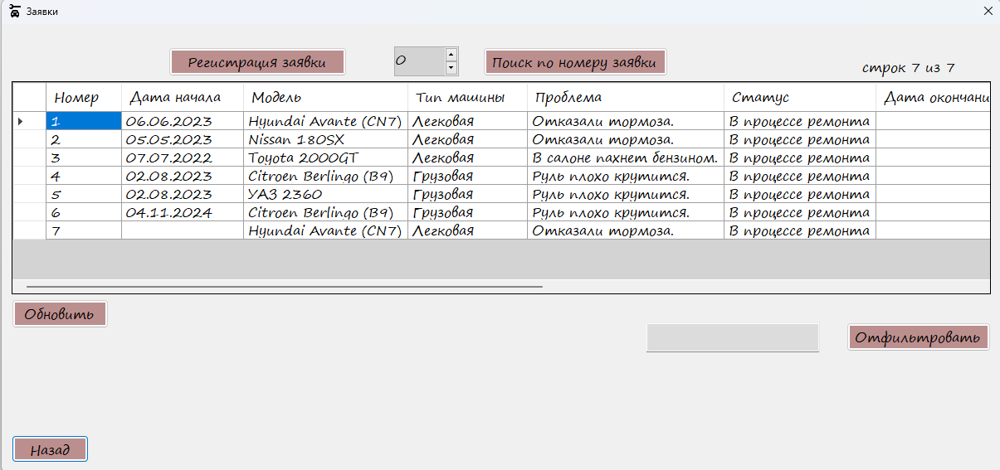 Заявки
Регистрация заявки 0 Поиск по номеру заявки
строк 7 из 7
Номер Дата начала Модель Тип машины Проблема Статус Дата окончани
1 06.06.2023 Hyundai Avante (CN7) Легковая Отказали тормоза. В процессе ремонта
2 05.05.2023 Nissan 180SX Легковая Отказали тормоза. В процессе ремонта
3 07.07.2022 Toyota 2000GT Легковая В салоне пахнет бензином. В процессе ремонта
4 02.08.2023 Citroen Berlingo (B9) Грузовая Руль плохо крутится. В процессе ремонта
5 02.08.2023 УАЗ 2360 Грузовая Руль плохо крутится. В процессе ремонта
6 04.11.2024 Citroen Berlingo (B9) Грузовая Руль плохо крутится. В процессе ремонта
7 Hyundai Avante (CN7) Легковая Отказали тормоза. В процессе ремонта
Обновить
Отфильтровать
Назад